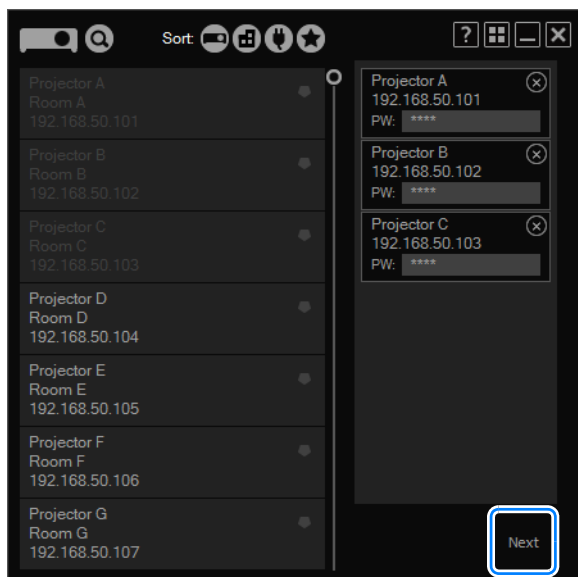 Sort:
?
Projector A
Room A
192.168.50.101
Projector B
Room B
192.168.50.102
Projector C
Room C
192.168.50.103
Projector D
Room D
192.168.50.104
Projector E
Room E
192.168.50.105
Projector F
Room F
192.168.50.106
Projector G
Room G
192.168.50.107
Projector A
192.168.50.101
PW: ****
Projector B
192.168.50.102
PW: ****
Projector C
192.168.50.103
PW: ****
Next